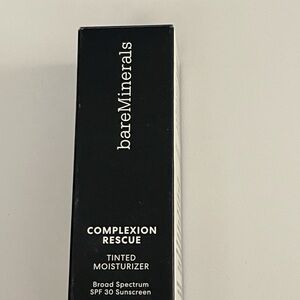 bareMinerals
COMPLEXION
RESCUE
TINTED
MOISTURIZER
Broad Spectrum
SPF 30 Sunscreen